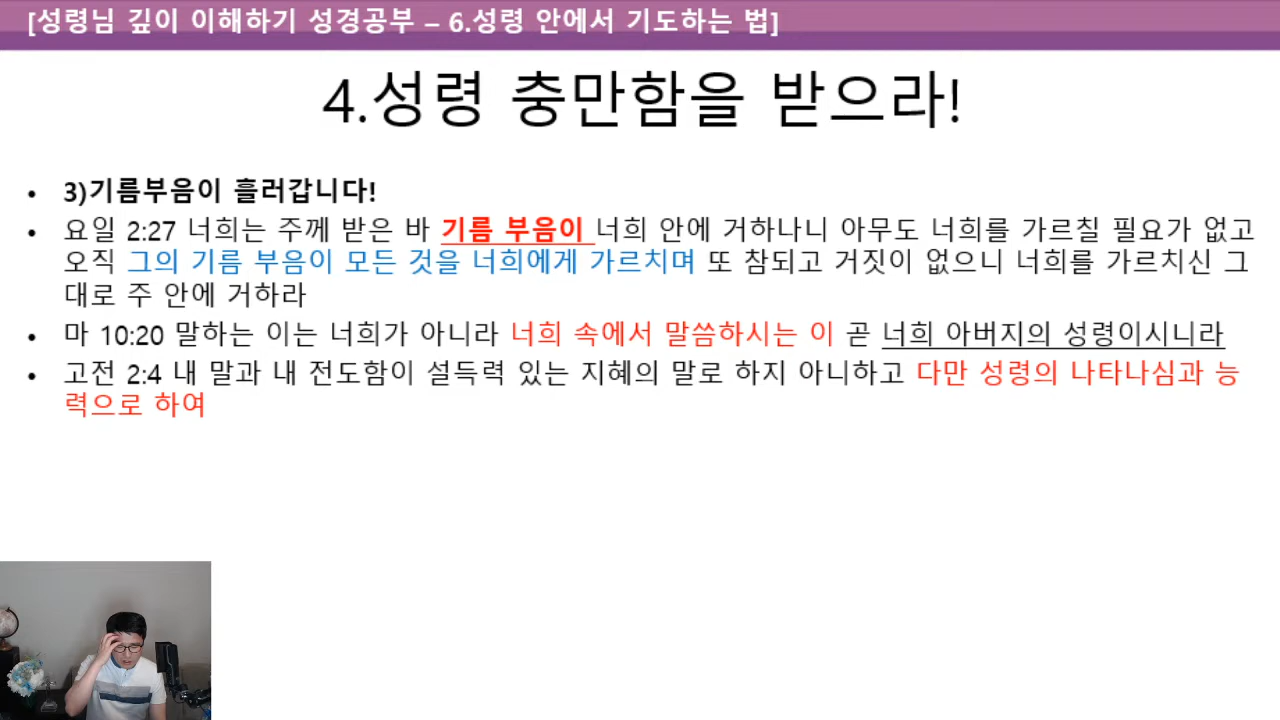 [성령님 깊이 이해하기 성경공부 – 6.성령 안에서 기도하는 법]
4.성령 충만함을 받으라!
• 3)기름부음이 흘러갑니다!
• 요일 2:27 너희는 주께 받은 바 기름 부음이 너희 안에 거하나니 아무도 너희를 가르칠 필요가 없고
오직 그의 기름 부음이 모든 것을 너희에게 가르치며 또 참되고 거짓이 없으니 너희를 가르치신 그
대로 주 안에 거하라
• 마 10:20 말하는 이는 너희가 아니라 너희 속에서 말씀하시는 이 곧 너희 아버지의 성령이시니라
• 고전 2:4 내 말과 내 전도함이 설득력 있는 지혜의 말로 하지 아니하고 다만 성령의 나타나심과 능
력으로 하여